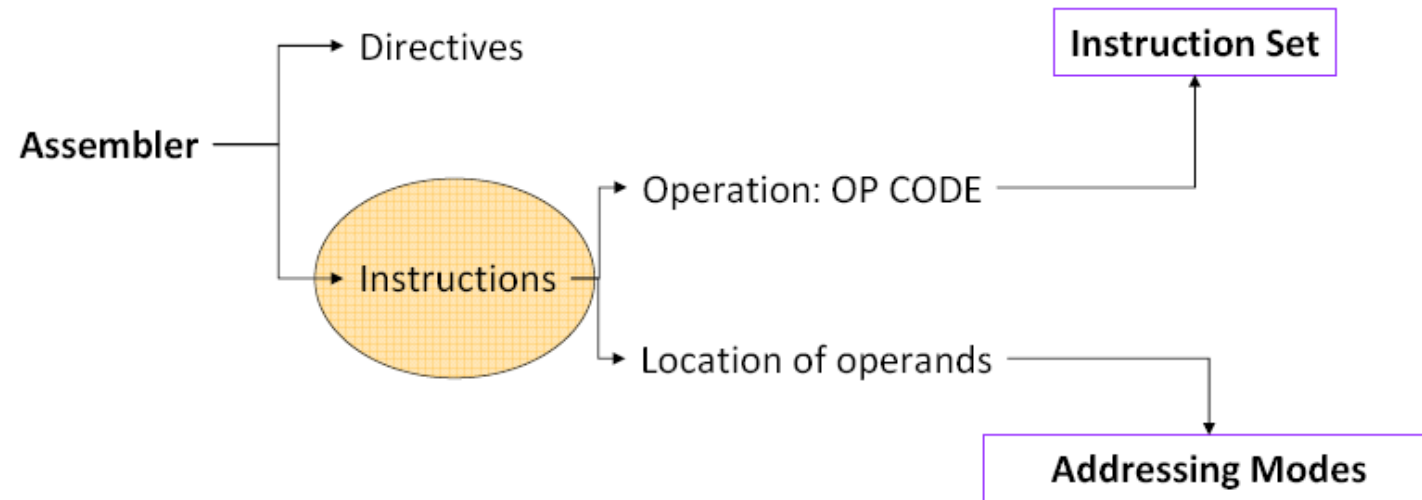 Directives
Instruction Set
Assembler
Operation: OP CODE
Instructions
Location of operands
Addressing Modes